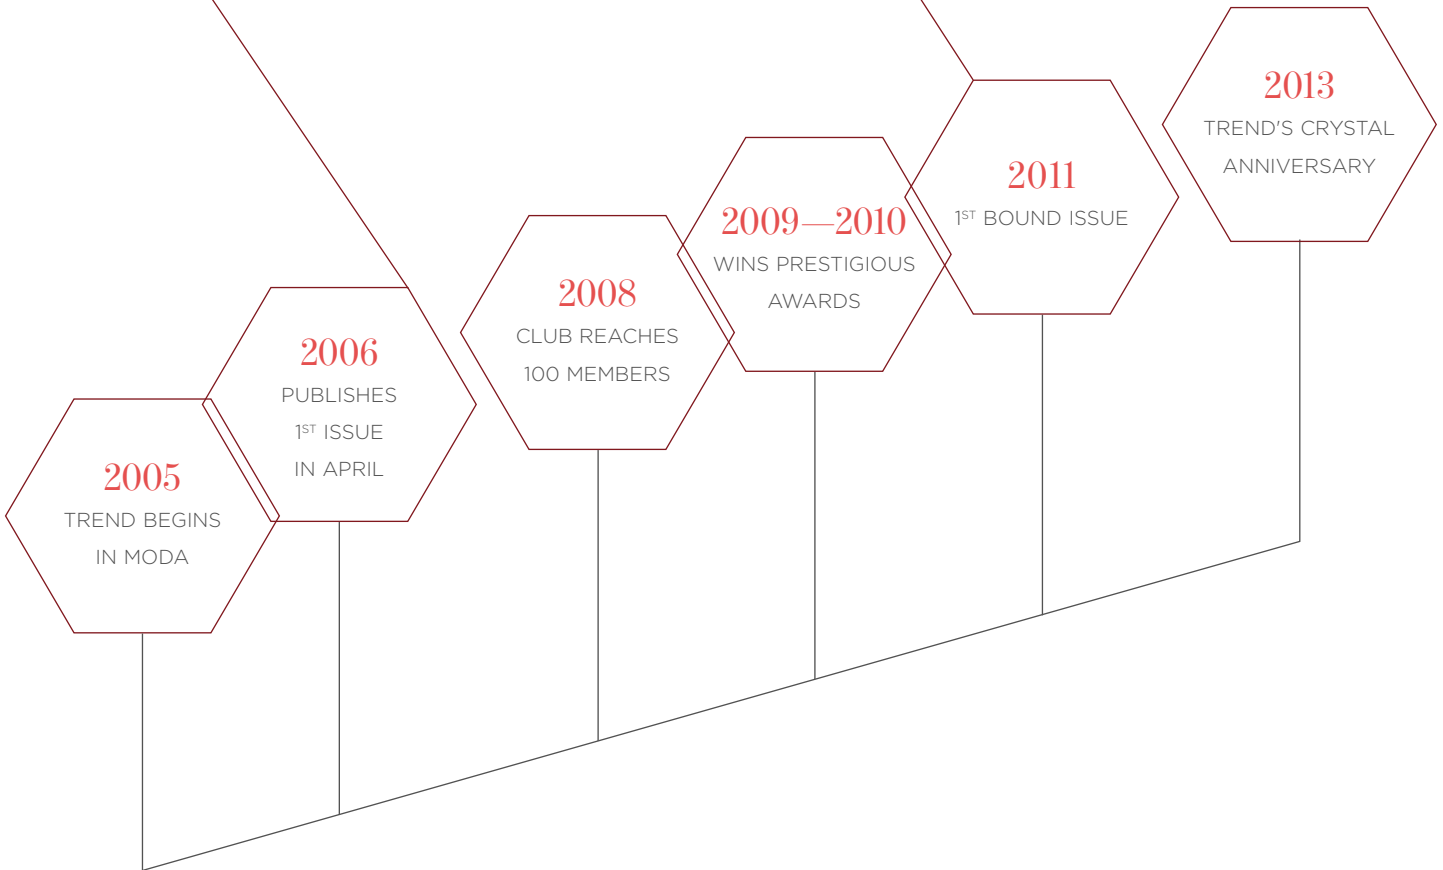 2005
TREND BEGINS
IN MODA
2006
PUBLISHES
1ST ISSUE
IN APRIL
2008
CLUB REACHES
100 MEMBERS
2009—2010
WINS PRESTIGIOUS
AWARDS
2011
1ST BOUND ISSUE
2013
TREND'S CRYSTAL
ANNIVERSARY